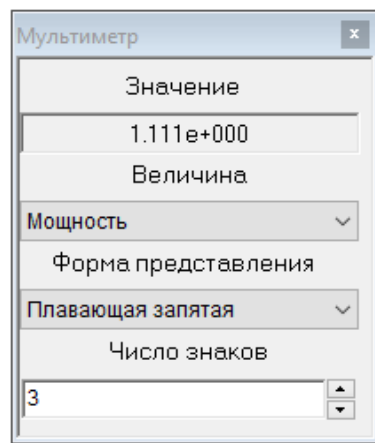 Мультиметр
Значение
1.111e+000
Величина
Мощность
Форма представления
Плавающая запятая
Число знаков
3